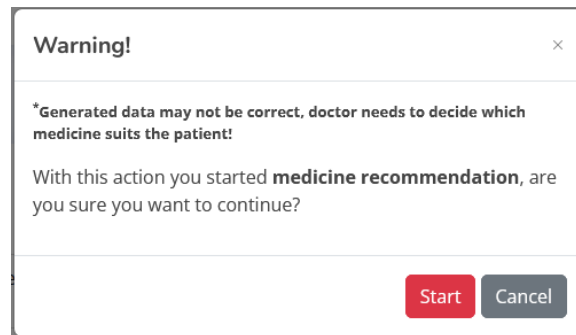 Warning!
×
*Generated data may not be correct, doctor needs to decide which
medicine suits the patient!
With this action you started medicine recommendation, are
you sure you want to continue?
Start
Cancel